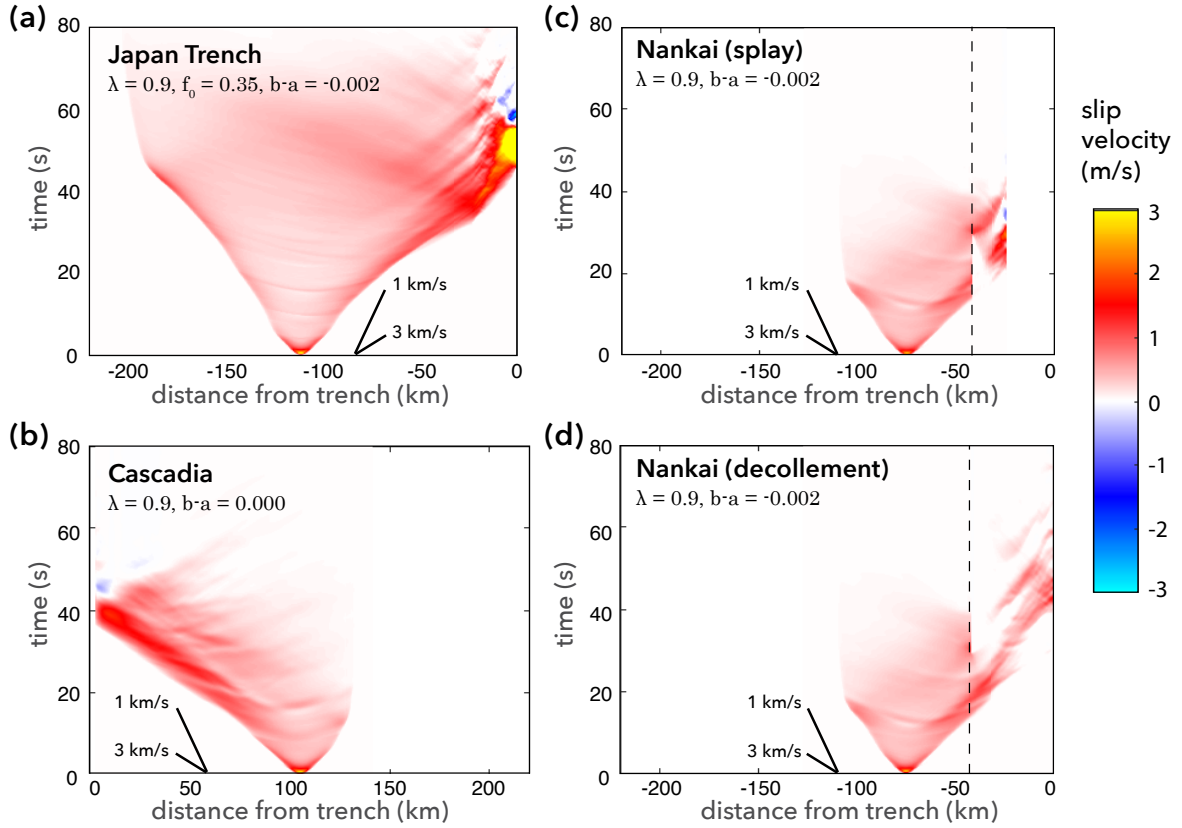 (a)
80
60
40
20
0
time (s)
Japan Trench
λ = 0.9, f₀ = 0.35, b-a = -0.002
1 km/s
3 km/s
-200 -150 -100 -50 0
distance from trench (km)
(c)
80
60
40
20
0
time (s)
Nankai (splay)
λ = 0.9, b-a = -0.002
1 km/s
3 km/s
-200 -150 -100 -50 0
distance from trench (km)
slip
velocity
(m/s)
3
2
1
0
-1
-2
-3
(b)
80
60
40
20
0
time (s)
Cascadia
λ = 0.9, b-a = 0.000
1 km/s
3 km/s
0 50 100 150 200
distance from trench (km)
(d)
80
60
40
20
0
time (s)
Nankai (decollement)
λ = 0.9, b-a = -0.002
1 km/s
3 km/s
-200 -150 -100 -50 0
distance from trench (km)